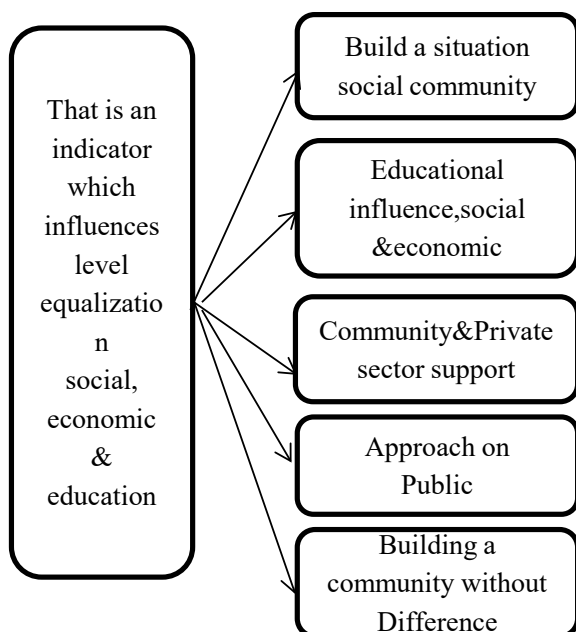 That is an
indicator
which
influences
level
equalizatio
n
social,
economic
&
education
Build a situation
social community
Educational
influence,social
&economic
Community&Private
sector support
Approach on
Public
Building a
community without
Difference